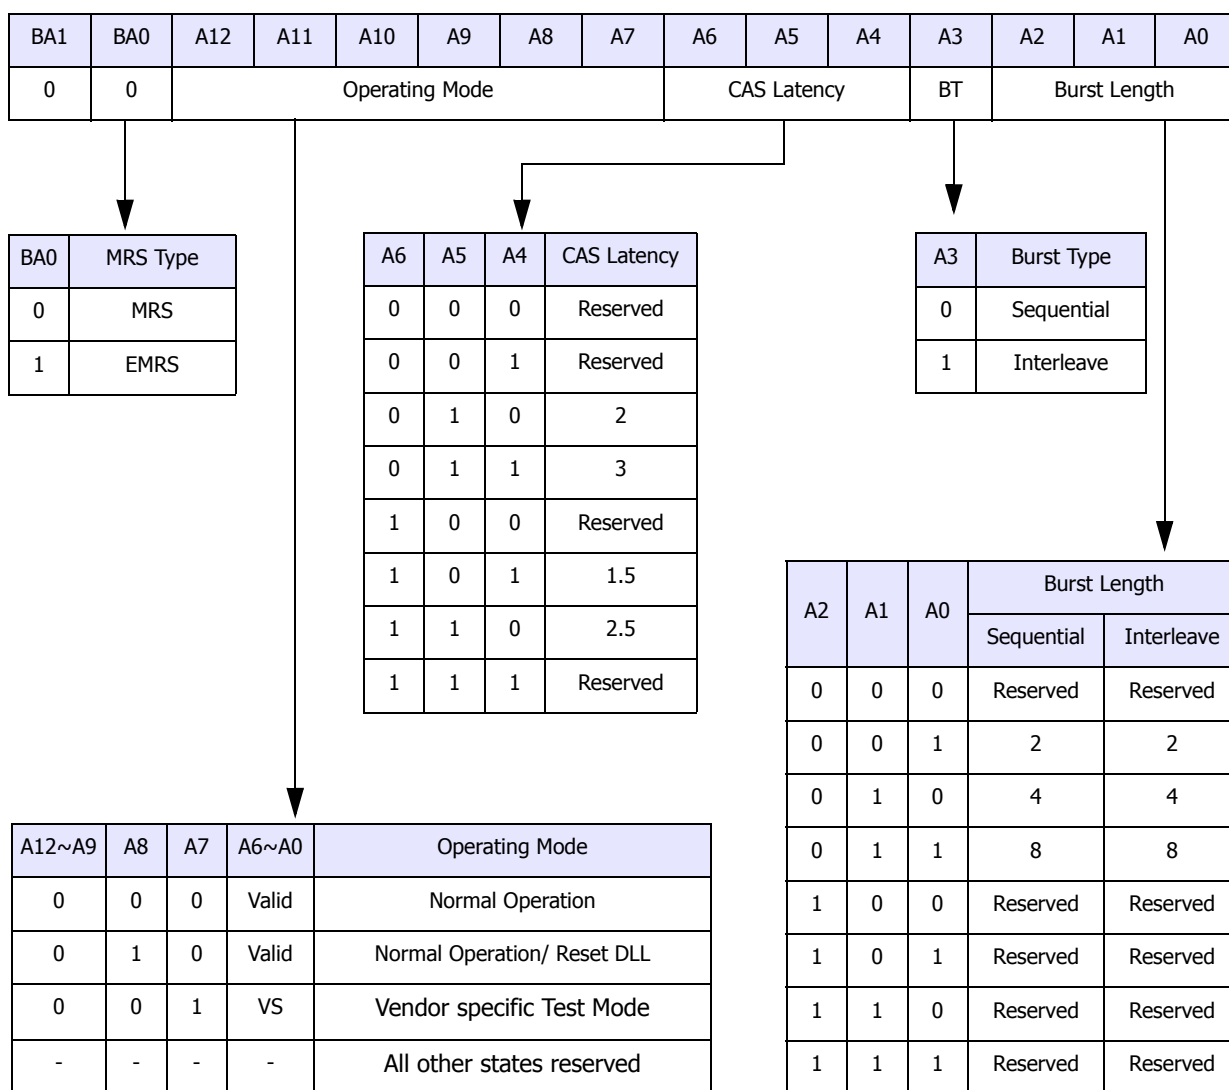 BA1 BA0 A12 A11 A10 A9 A8 A7 A6 A5 A4 A3 A2 A1 A0
0 0 Operating Mode CAS Latency BT Burst Length
BA0 MRS Type
0 MRS
1 EMRS
A6 A5 A4 CAS Latency
0 0 0 Reserved
0 0 1 Reserved
0 1 0 2
0 1 1 3
1 0 0 Reserved
1 0 1 1.5
1 1 0 2.5
1 1 1 Reserved
A3 Burst Type
0 Sequential
1 Interleave
A2 A1 A0 Burst Length
Sequential Interleave
0 0 0 Reserved Reserved
0 0 1 2 2
0 1 0 4 4
0 1 1 8 8
1 0 0 Reserved Reserved
1 0 1 Reserved Reserved
1 1 0 Reserved Reserved
1 1 1 Reserved Reserved
A12~A9 A8 A7 A6~A0 Operating Mode
0 0 0 Valid Normal Operation
0 1 0 Valid Normal Operation/ Reset DLL
0 0 1 VS Vendor specific Test Mode
- - - - All other states reserved